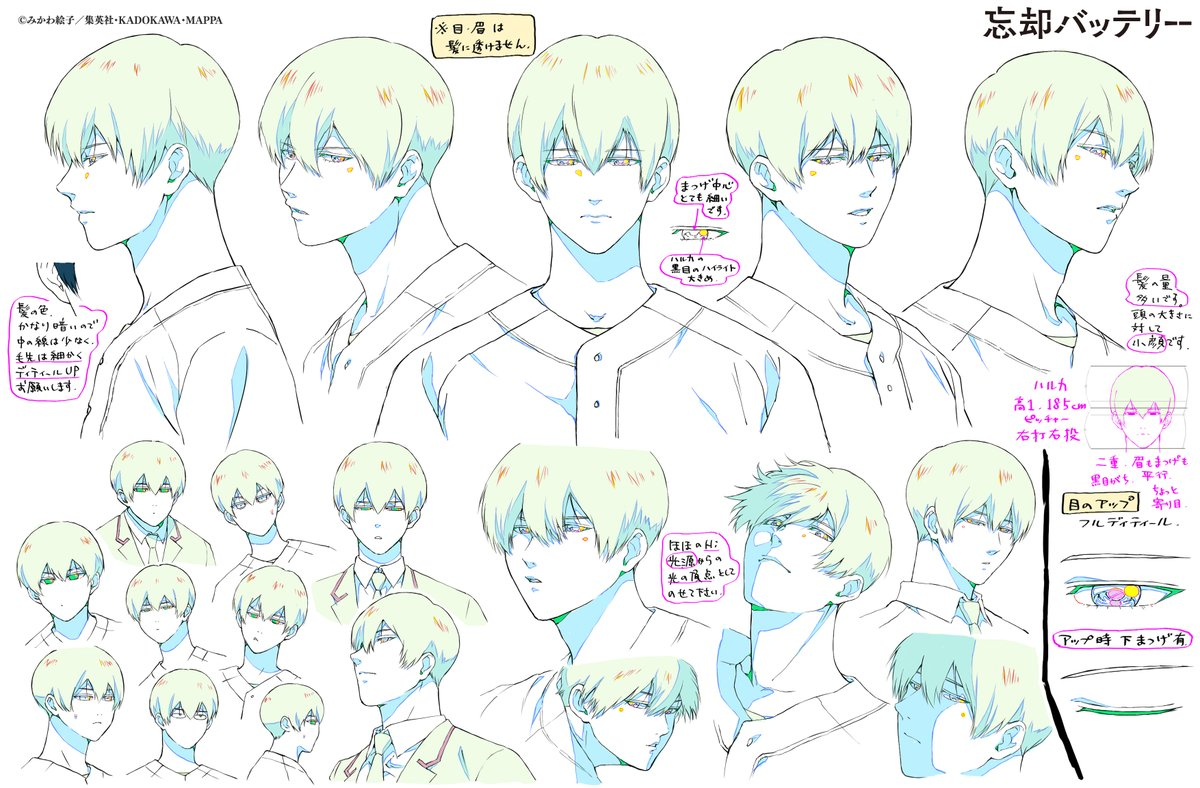 ©みかわ絵子／集英社・KADOKAWA・MAPPA
忘却バッテリー
※目・眉は
髪に透けません。
まつげ中心
とても細い
です。
ハルカの
黒目のハイライト
大きめ。
髪の色
かなり暗いので
中の線は少なく、
毛先は細かく
ディティールUP
お願いします。
髪の量
多いです。
頭の大きさに
対して
小顔です。
ハルカ
高1. 185cm
ピッチャー
右打右投
二重. 眉もまつげも
平行.
黒目がち.
ちょっと
寄り目
目のアップ
フルディティール.
ほほのHi
光源からの
光の頂点として
のせて下さい.
アップ時 下まつげ有